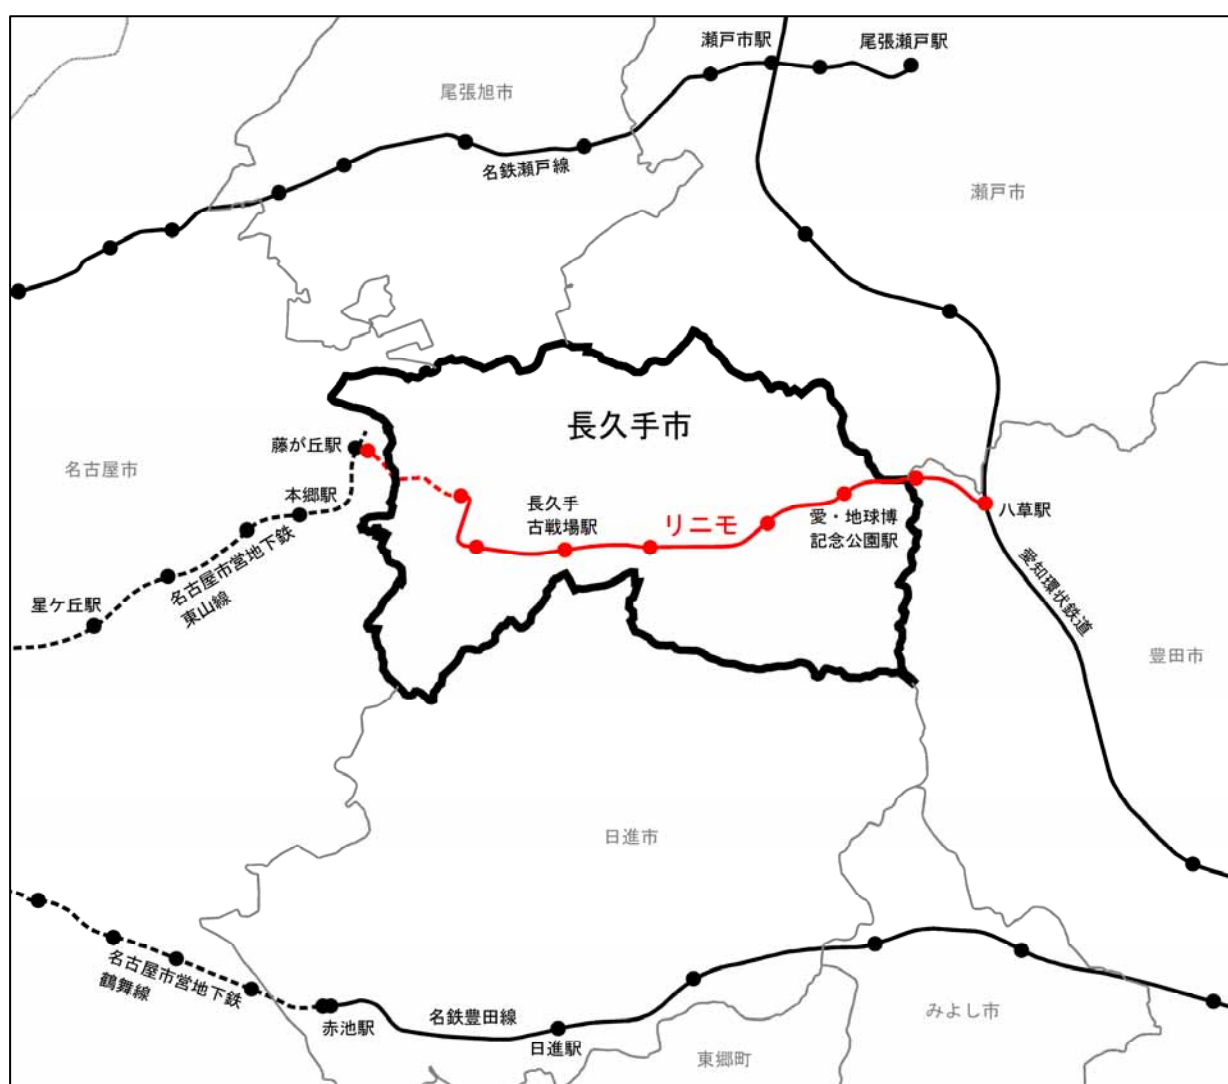 瀬戸市駅
尾張瀬戸駅
尾張旭市
名鉄瀬戸線
瀬戸市
長久手市
藤が丘駅
名古屋市
本郷駅
長久手
古戦場駅
リニモ
愛・地球博
記念公園駅
八草駅
名古屋市営地下鉄
東山線
星ケ丘駅
愛知環状鉄道
豊田市
日進市
名古屋市営地下鉄
鶴舞線
赤池駅
名鉄豊田線
日進駅
みよし市
東郷町